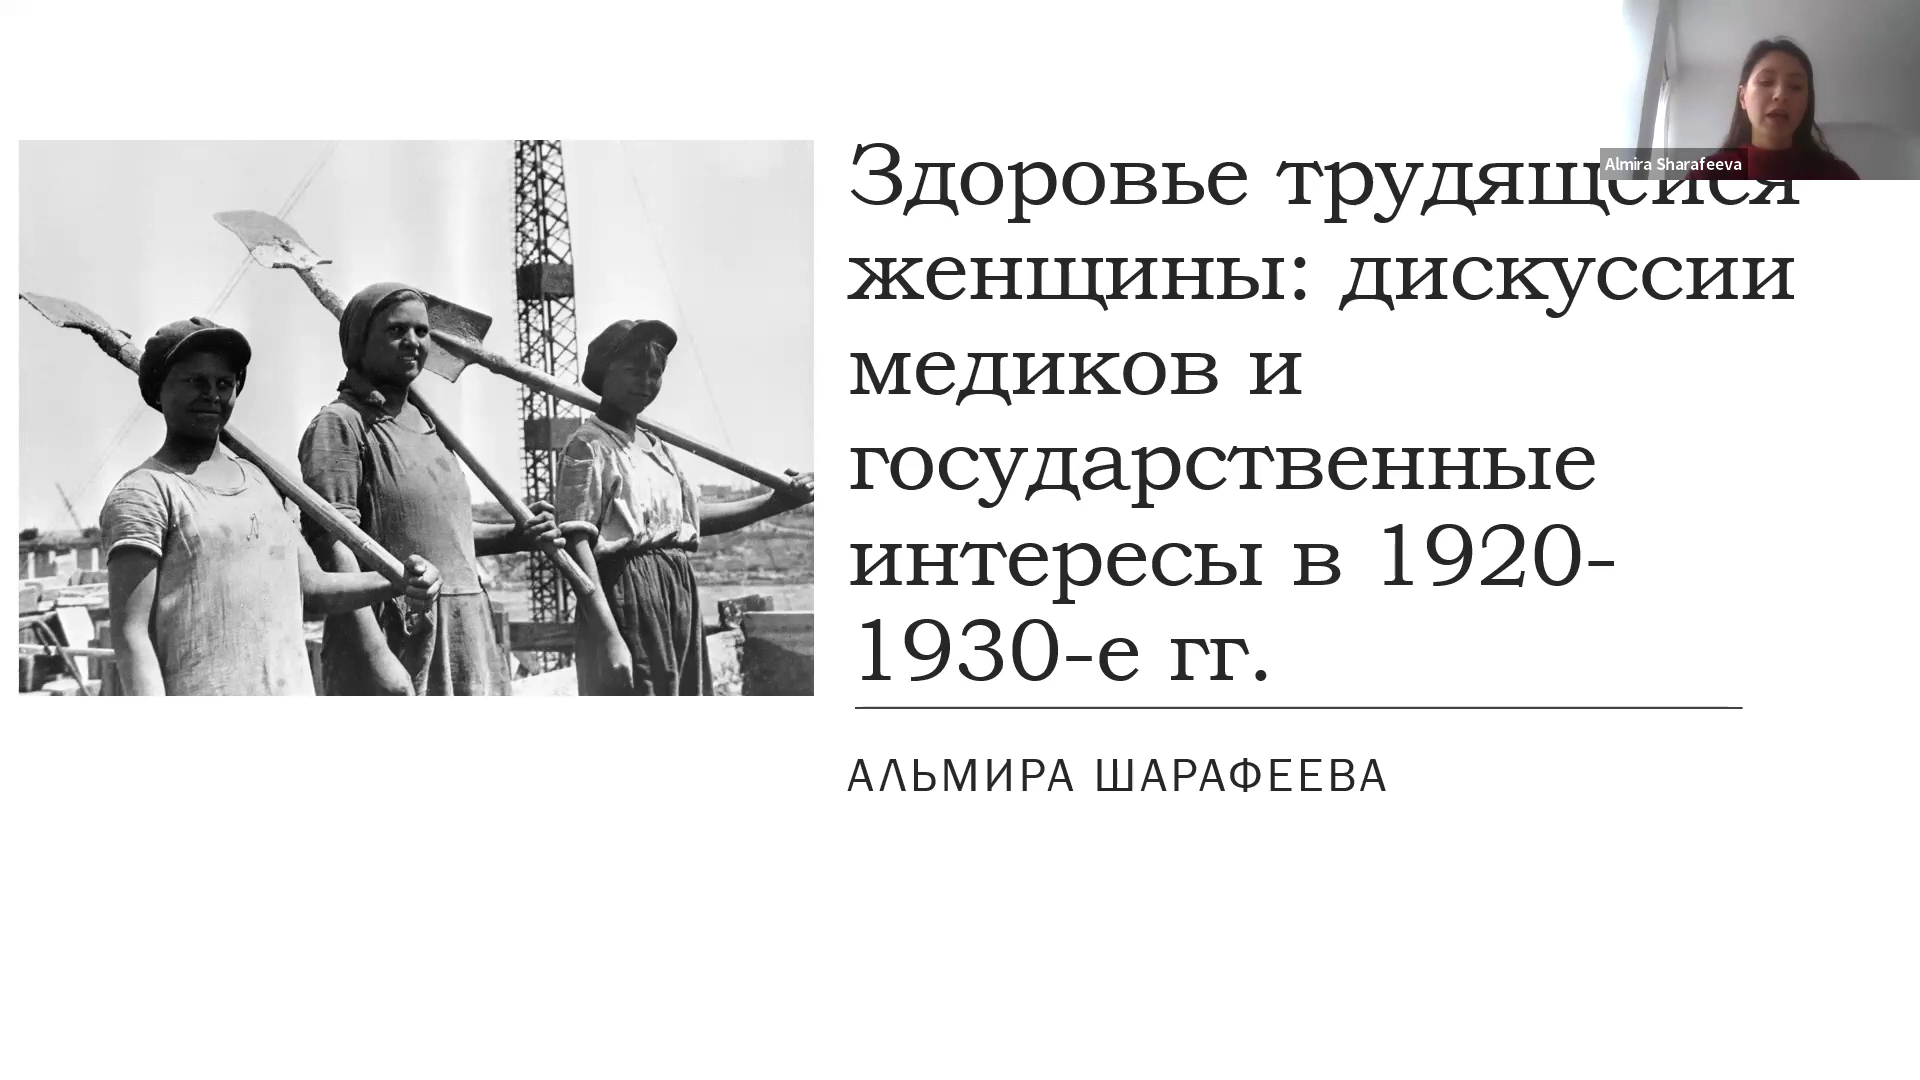 Almira Sharafeeva
Здоровье трудящейся
женщины: дискуссии
медиков и
государственные
интересы в 1920-
1930-е гг.
АЛЬМИРА ШАРАФЕЕВА